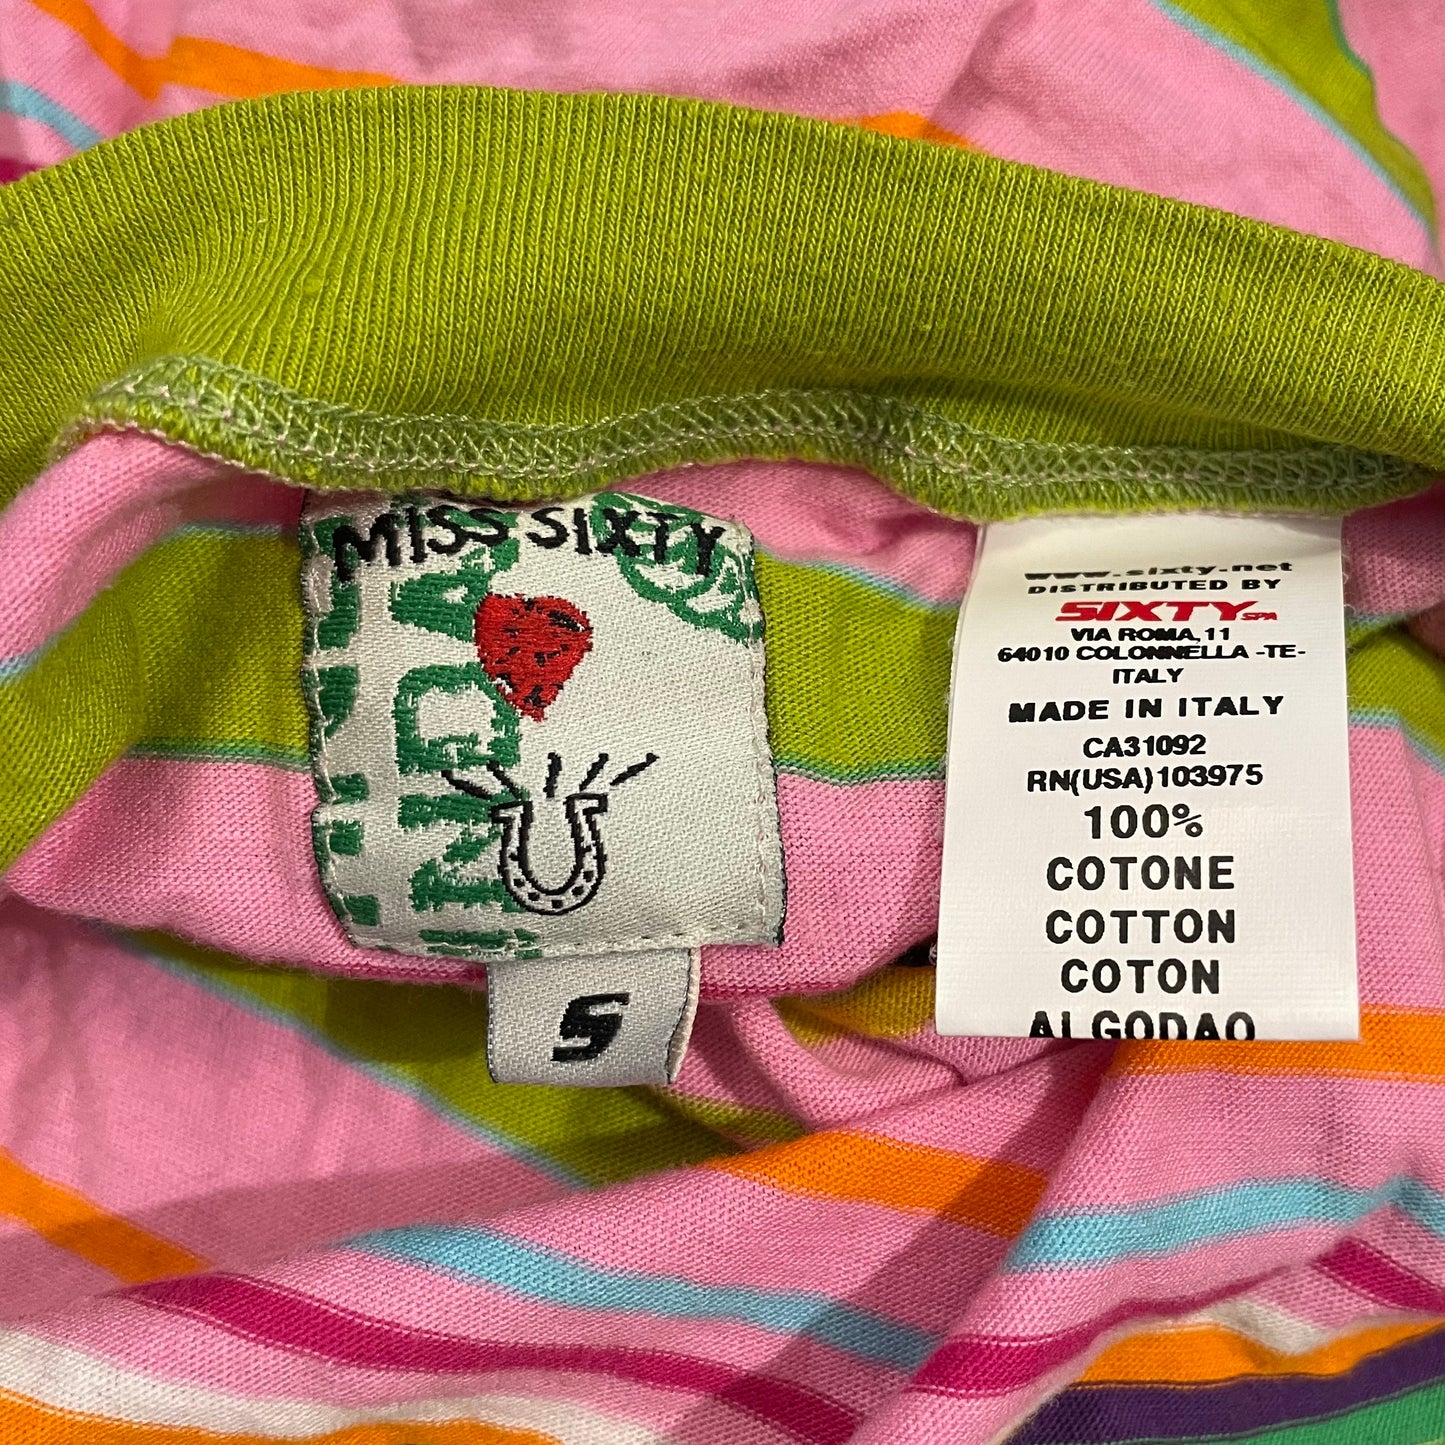 MISS SIXTY
S
www.sixty.net
DISTRIBUTED BY
SIXTY SPA
VIA ROMA, 11
64010 COLONNELLA -TE-
ITALY
MADE IN ITALY
CA31092
RN(USA)103975
100%
COTONE
COTTON
COTON
ALGODAO